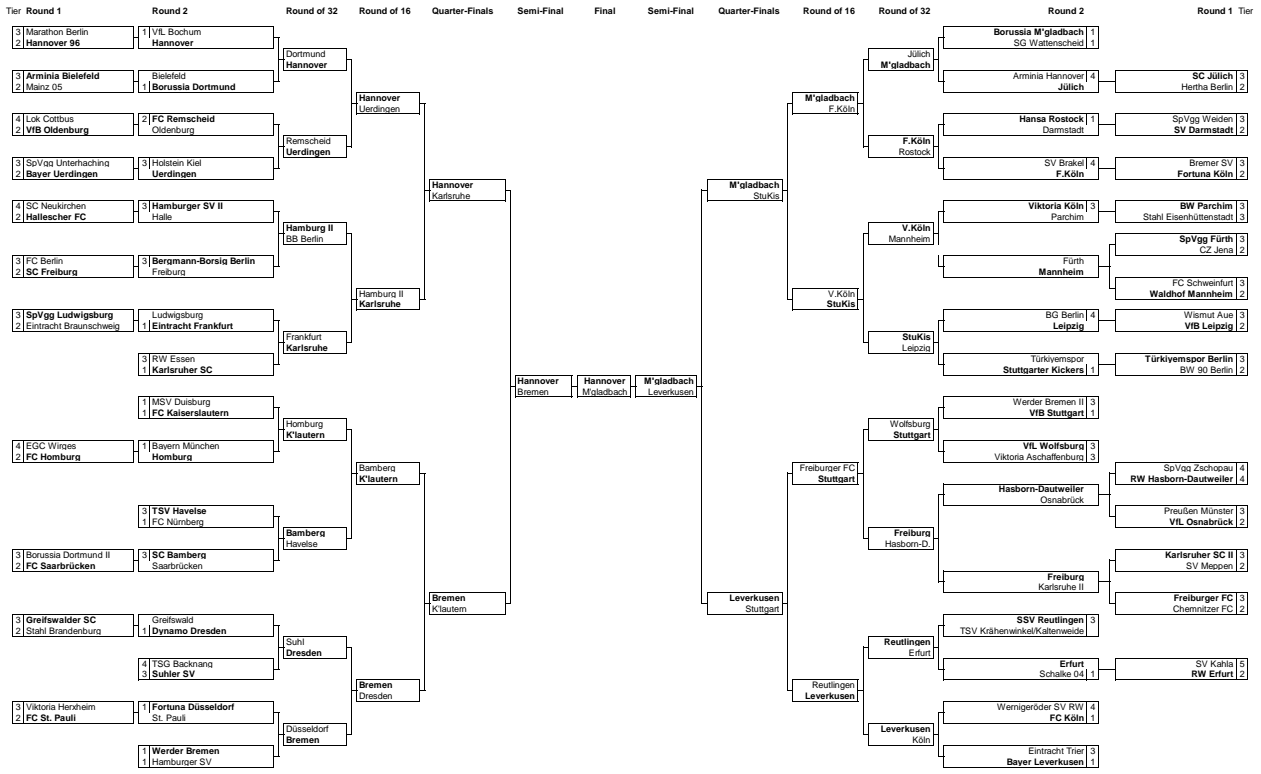 Tier Round 1 Round 2 Round of 32 Round of 16 Quarter-Finals Semi-Final Final Semi-Final Quarter-Finals Round of 16 Round of 32 Round 2 Round 1 Tier
3 Marathon Berlin
2 Hannover 96
3 Arminia Bielefeld
2 Mainz 05
4 Lok Cottbus
2 VfB Oldenburg
3 SpVgg Unterhaching
2 Bayer Uerdingen
4 SC Neukirchen
2 Hallescher FC
3 FC Berlin
2 SC Freiburg
3 SpVgg Ludwigsburg
2 Eintracht Braunschweig
4 EGC Wirges
2 FC Homburg
3 Borussia Dortmund II
2 FC Saarbrücken
3 Greifswalder SC
2 Stahl Brandenburg
3 Viktoria Herxheim
2 FC St. Pauli
1 VfL Bochum
Hannover
Bielefeld
1 Borussia Dortmund
2 FC Remscheid
Oldenburg
3 Holstein Kiel
Uerdingen
3 Hamburger SV II
Halle
3 Bergmann-Borsig Berlin
Freiburg
Ludwigsburg
1 Eintracht Frankfurt
3 RW Essen
1 Karlsruher SC
1 MSV Duisburg
1 FC Kaiserslautern
1 Bayern München
Homburg
3 TSV Havelse
1 FC Nürnberg
3 SC Bamberg
Saarbrücken
Greifswald
1 Dynamo Dresden
4 TSG Backnang
3 Suhler SV
1 Fortuna Düsseldorf
St. Pauli
1 Werder Bremen
1 Hamburger SV
Dortmund
Hannover
Remscheid
Uerdingen
Hamburg II
BB Berlin
Frankfurt
Karlsruhe
Homburg
K'lautern
Bamberg
Havelse
Suhl
Dresden
Düsseldorf
Bremen
Hannover
Uerdingen
Hamburg II
Karlsruhe
Bamberg
K'lautern
Bremen
Dresden
Hannover
Karlsruhe
Bremen
K'lautern
Hannover
Bremen
Hannover
M'gladbach
M'gladbach
Leverkusen
M'gladbach
StuKis
Leverkusen
Stuttgart
M'gladbach
F.Köln
V.Köln
StuKis
Freiburger FC
Stuttgart
Reutlingen
Leverkusen
Jülich
M'gladbach
F.Köln
Rostock
V.Köln
Mannheim
StuKis
Leipzig
Wolfsburg
Stuttgart
Freiburg
Hasborn-D.
Reutlingen
Erfurt
Leverkusen
Köln
Borussia M'gladbach 1
SG Wattenscheid 1
Arminia Hannover 4
Jülich
Hansa Rostock 1
Darmstadt
SV Brakel 4
F.Köln
Viktoria Köln 3
Parchim
Fürth
Mannheim
BG Berlin 4
Leipzig
Türkiyemspor
Stuttgarter Kickers 1
Werder Bremen II 3
VfB Stuttgart 1
VfL Wolfsburg 3
Viktoria Aschaffenburg 3
Hasborn-Dautweiler
Osnabrück
Freiburg
Karlsruhe II
SSV Reutlingen 3
TSV Krähenwinkel/Kaltenweide
Erfurt
Schalke 04 1
Wernigeröder SV RW 4
FC Köln 1
Eintracht Trier 3
Bayer Leverkusen 1
SC Jülich 3
Hertha Berlin 2
SpVgg Weiden 3
SV Darmstadt 2
Bremer SV 3
Fortuna Köln 2
BW Parchim 3
Stahl Eisenhüttenstadt 3
SpVgg Fürth 3
CZ Jena 2
FC Schweinfurt 3
Waldhof Mannheim 2
Wismut Aue 3
VfB Leipzig 2
Türkiyemspor Berlin 3
BW 90 Berlin 2
SpVgg Zschopau 4
RW Hasborn-Dautweiler 4
Preußen Münster 3
VfL Osnabrück 2
Karlsruher SC II 3
SV Meppen 2
Freiburger FC 3
Chemnitzer FC 2
SV Kahla 5
RW Erfurt 2